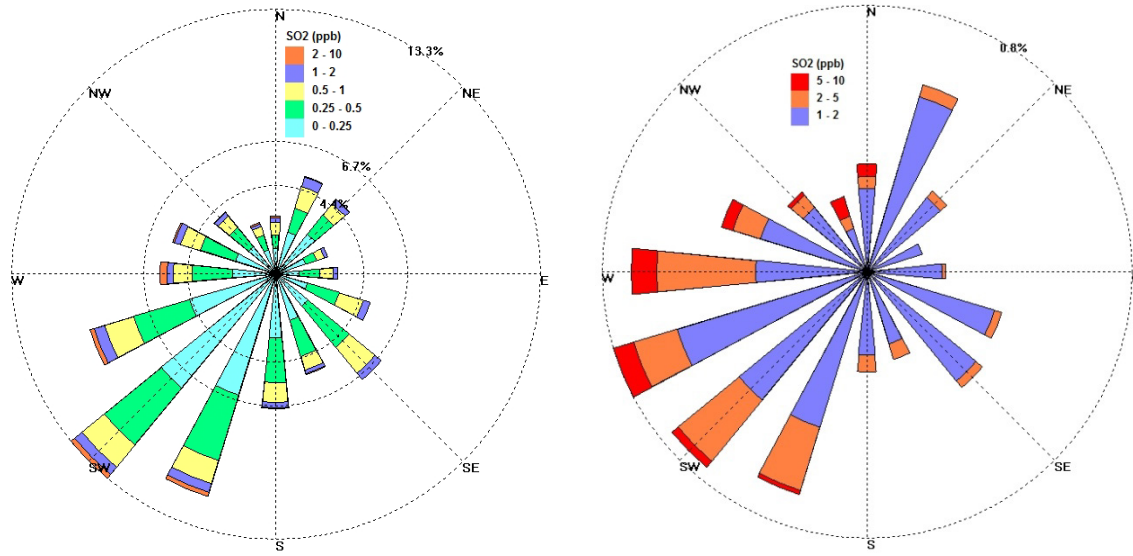 N
SO2 (ppb)
2 - 10
1 - 2
0.5 - 1
0.25 - 0.5
0 - 0.25
13.3%
6.7%
4.4%
NW
NE
W
E
SW
SE
S
N
SO2 (ppb)
5 - 10
2 - 5
1 - 2
0.8%
NW
NE
W
E
SW
SE
S